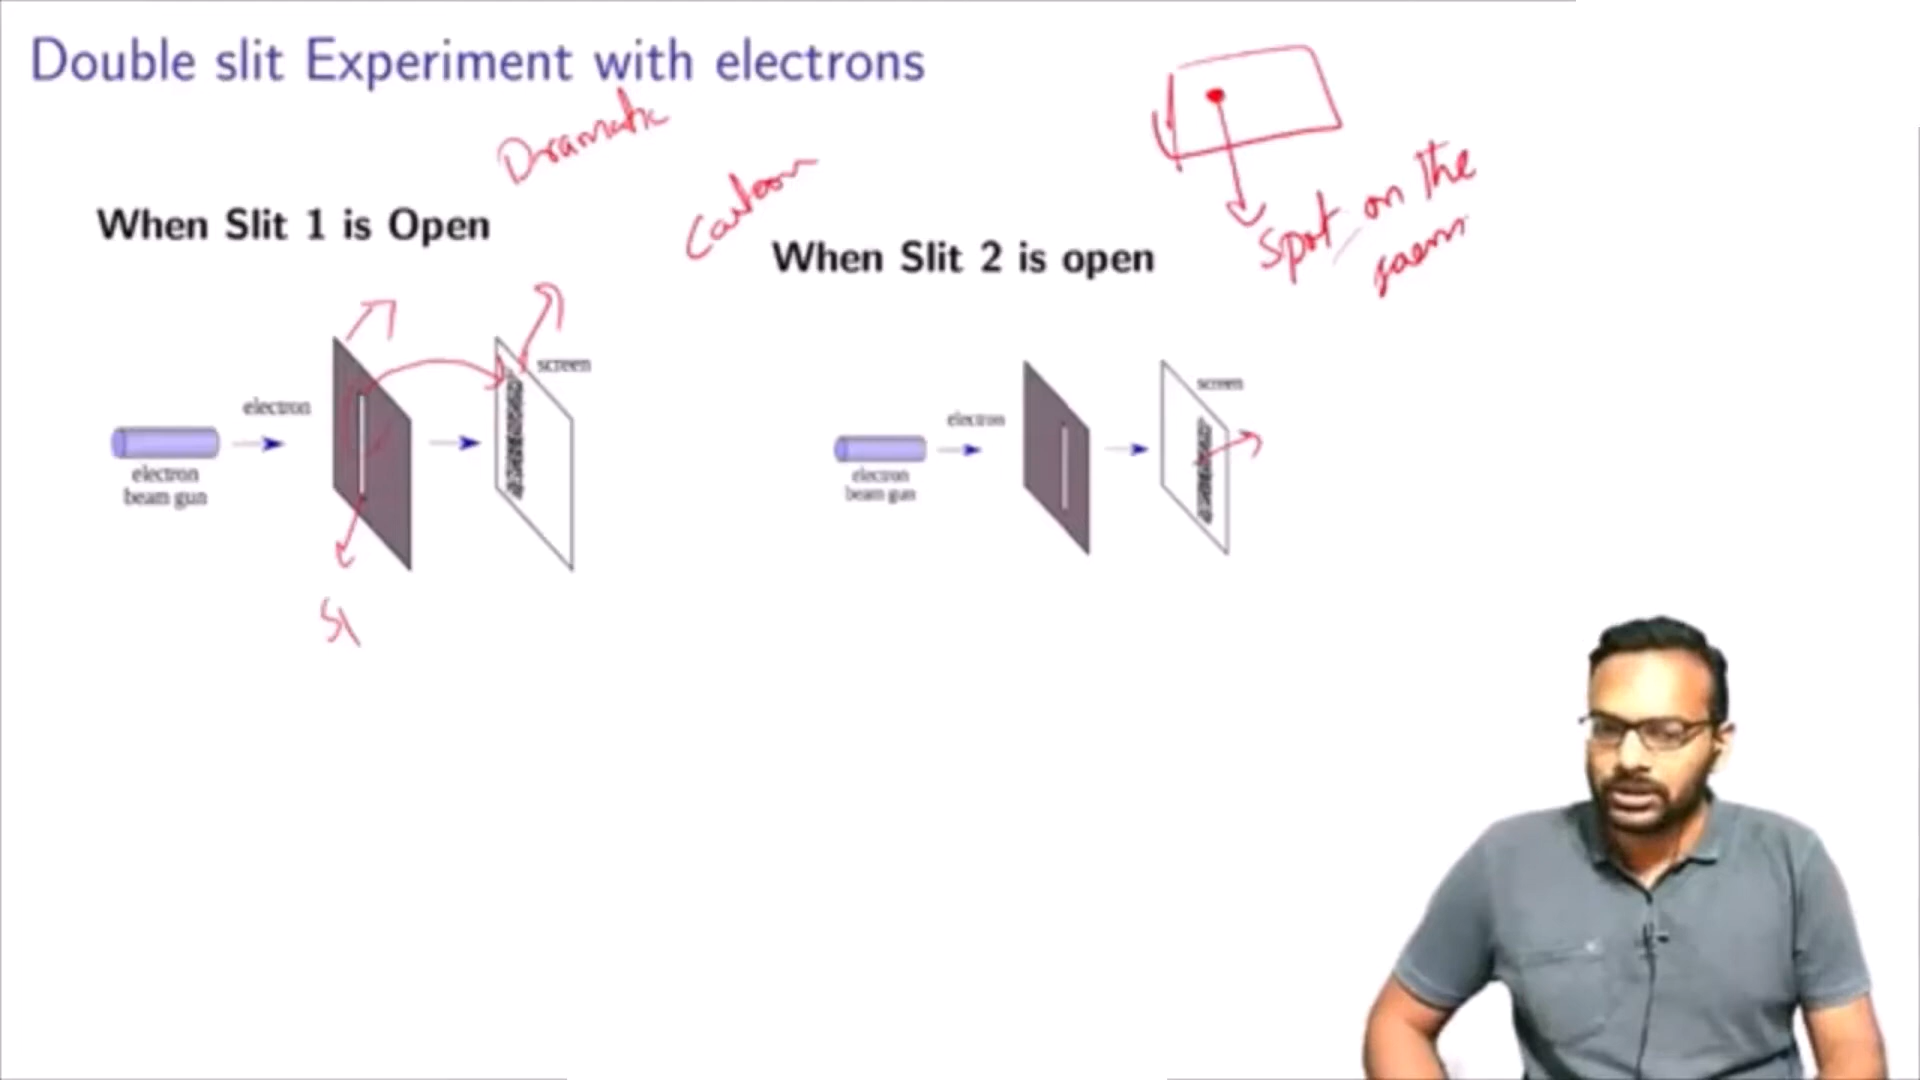 Double slit Experiment with electrons
Dramatic
Cartoon
Spot on the
When Slit 1 is Open
When Slit 2 is open
screen
electron
electron
beam gun
S1
screen
electron
electron
beam gun